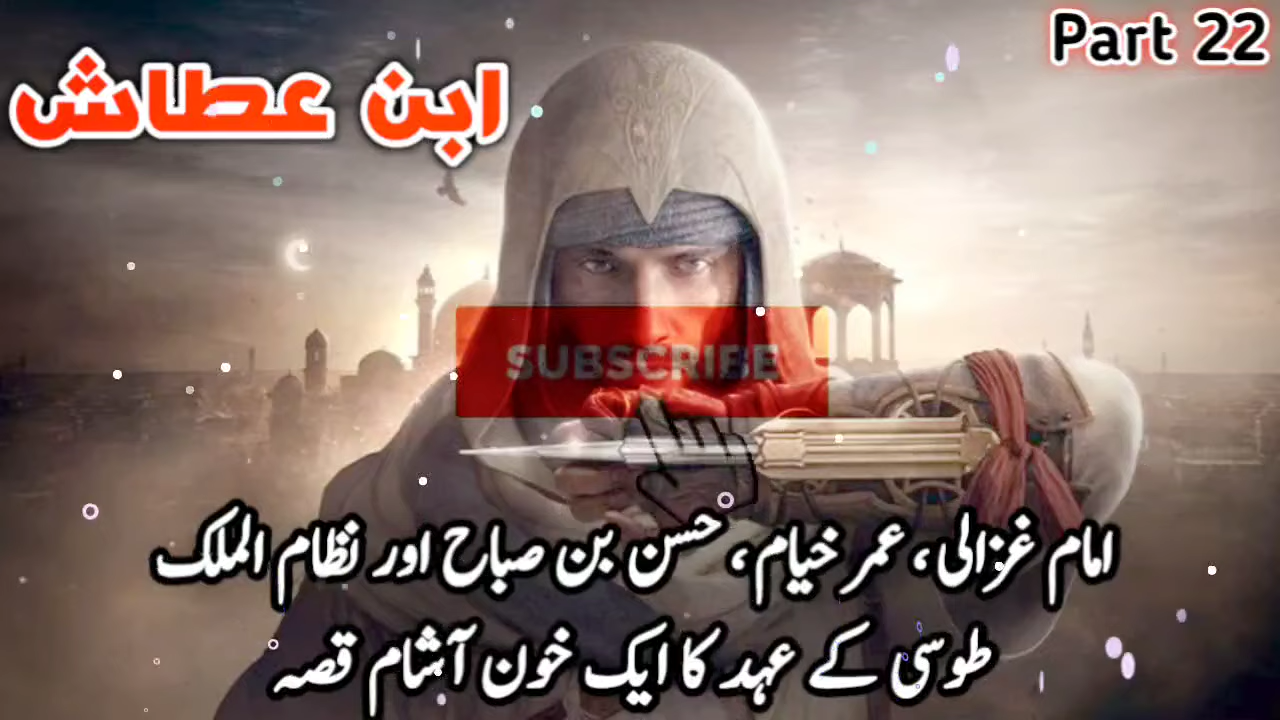 Part 22
ابن عطاش
SUBSCRIBE
امام غزالی، عمر خیام، حسن بن صباح اور نظام الملک
طوسی کے عہد کا ایک خون آشام قصہ